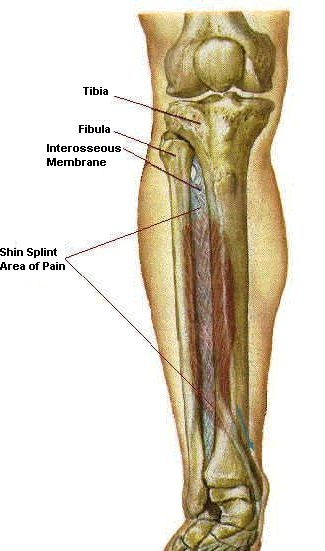 Tibia
Fibula
Interosseous
Membrane
Shin Splint
Area of Pain